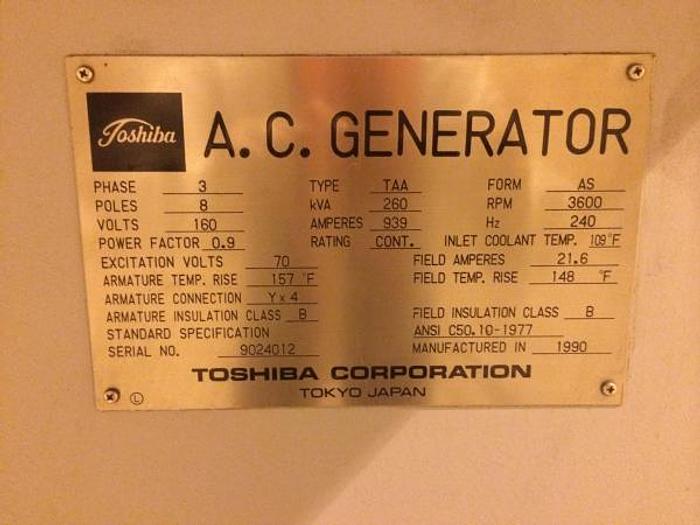 Toshiba A.C. GENERATOR
PHASE 3 TYPE TAA FORM AS
POLES 8 kVA 260 RPM 3600
VOLTS 160 AMPERES 939 Hz 240
POWER FACTOR 0.9 RATING CONT. INLET COOLANT TEMP. 109°F
EXCITATION VOLTS 70 FIELD AMPERES 21.6
ARMATURE TEMP. RISE 157 °F FIELD TEMP. RISE 148 °F
ARMATURE CONNECTION Y×4
ARMATURE INSULATION CLASS B FIELD INSULATION CLASS B
STANDARD SPECIFICATION ANSI C50.10-1977
SERIAL NO. 9024012 MANUFACTURED IN 1990
TOSHIBA CORPORATION
TOKYO JAPAN
L